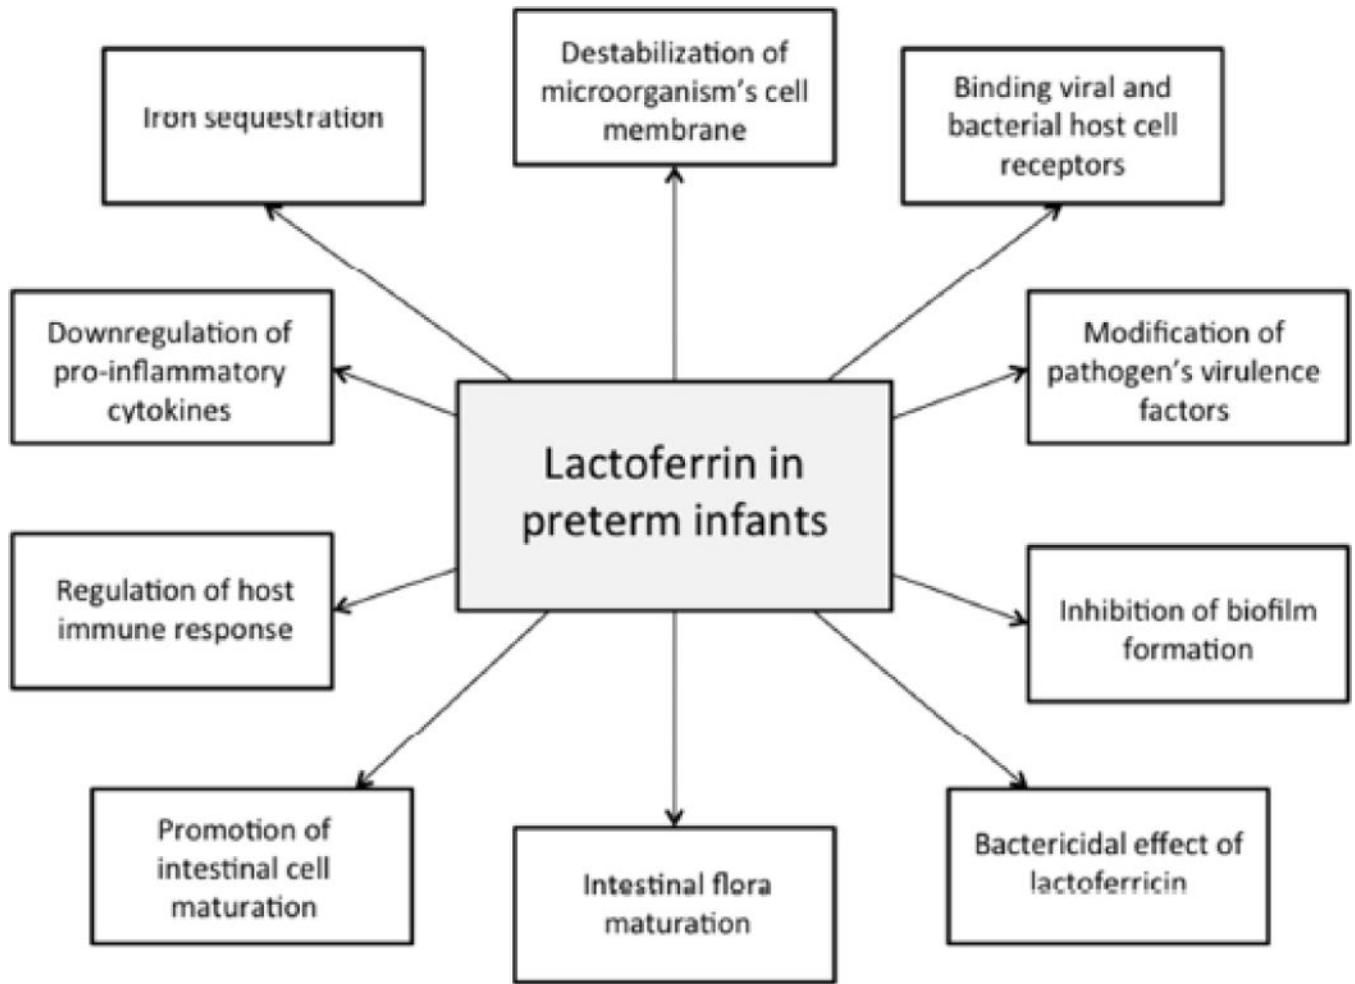 Iron sequestration
Destabilization of
microorganism's cell
membrane
Binding viral and
bacterial host cell
receptors
Downregulation of
pro-inflammatory
cytokines
Modification of
pathogen's virulence
factors
Lactoferrin in
preterm infants
Regulation of host
immune response
Inhibition of biofilm
formation
Promotion of
intestinal cell
maturation
Intestinal flora
maturation
Bactericidal effect of
lactoferricin